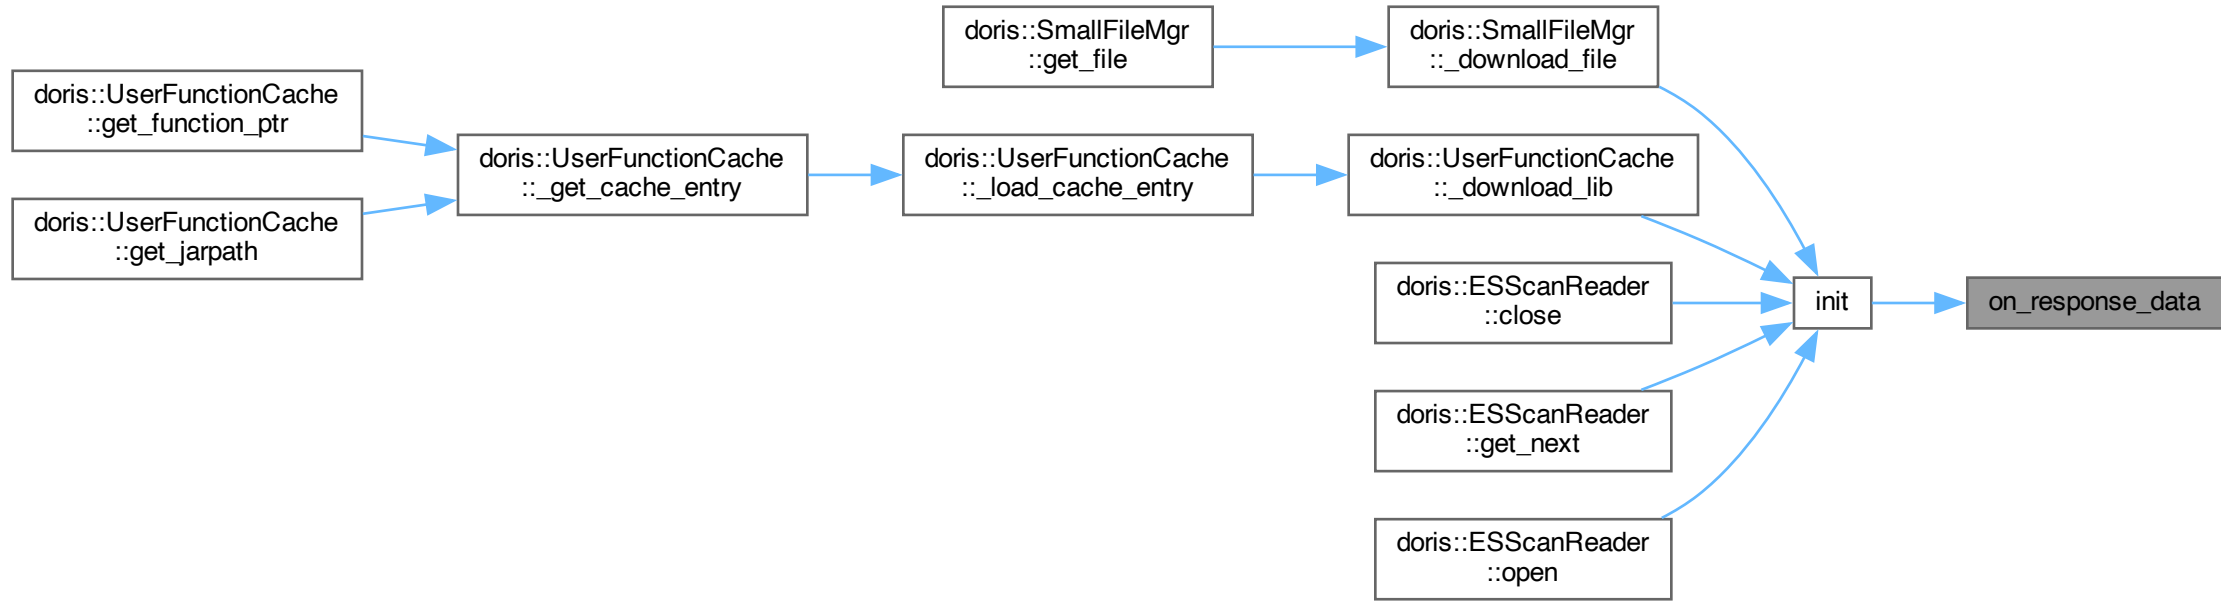 doris::SmallFileMgr
::get_file
doris::SmallFileMgr
::_download_file
doris::UserFunctionCache
::get_function_ptr
doris::UserFunctionCache
::_get_cache_entry
doris::UserFunctionCache
::_load_cache_entry
doris::UserFunctionCache
::_download_lib
doris::UserFunctionCache
::get_jarpath
doris::ESScanReader
::close
init
on_response_data
doris::ESScanReader
::get_next
doris::ESScanReader
::open